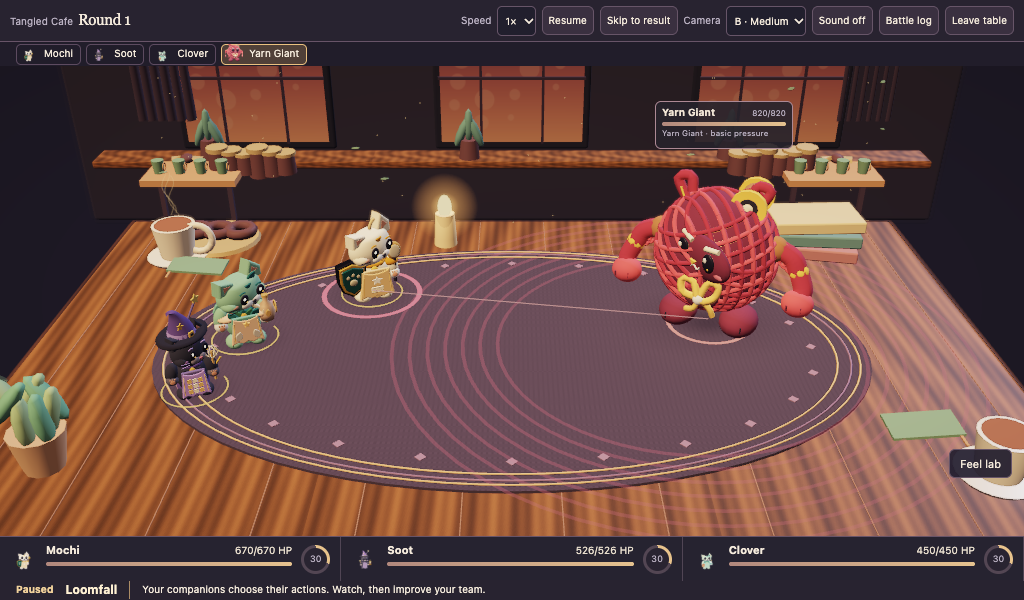 Tangled Cafe Round 1
Speed 1x Resume Skip to result Camera B · Medium Sound off Battle log Leave table
Mochi Soot Clover Yarn Giant
Yarn Giant 820/820
Yarn Giant · basic pressure
Feel lab
Mochi 670/670 HP 30
Soot 526/526 HP 30
Clover 450/450 HP 30
Paused Loomfall Your companions choose their actions. Watch, then improve your team.